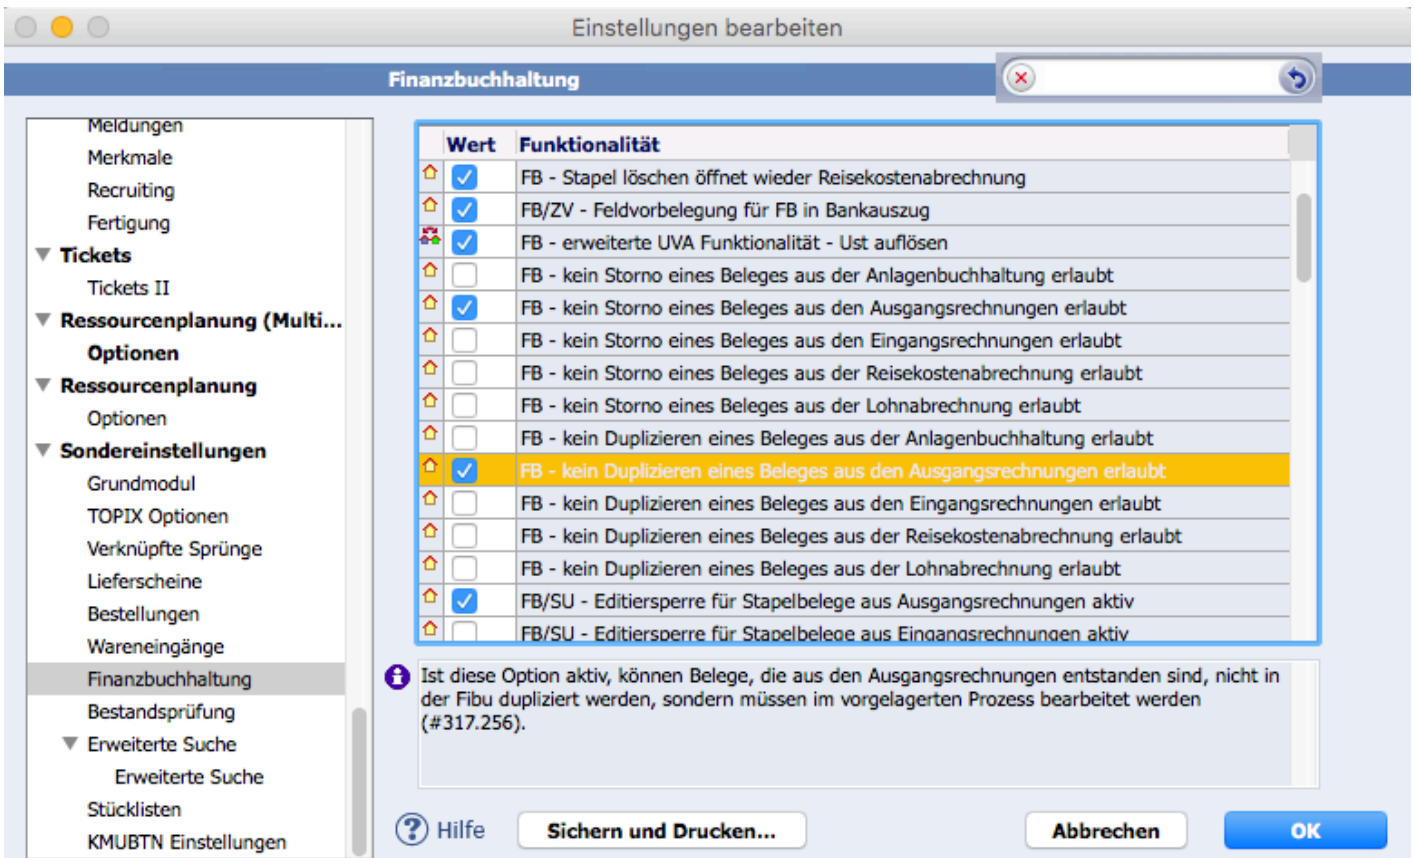 Einstellungen bearbeiten
Finanzbuchhaltung
Meldungen
Merkmale
Recruiting
Fertigung
Tickets
Tickets II
Ressourcenplanung (Multi...
Optionen
Ressourcenplanung
Optionen
Sondereinstellungen
Grundmodul
TOPIX Optionen
Verknüpfte Sprünge
Lieferscheine
Bestellungen
Wareneingänge
Finanzbuchhaltung
Bestandsprüfung
Erweiterte Suche
Erweiterte Suche
Stücklisten
KMUBTN Einstellungen
Wert Funktionalität
FB - Stapel löschen öffnet wieder Reisekostenabrechnung
FB/ZV - Feldvorbelegung für FB in Bankauszug
FB - erweiterte UVA Funktionalität - Ust auflösen
FB - kein Storno eines Beleges aus der Anlagenbuchhaltung erlaubt
FB - kein Storno eines Beleges aus den Ausgangsrechnungen erlaubt
FB - kein Storno eines Beleges aus den Eingangsrechnungen erlaubt
FB - kein Storno eines Beleges aus der Reisekostenabrechnung erlaubt
FB - kein Storno eines Beleges aus der Lohnabrechnung erlaubt
FB - kein Duplizieren eines Beleges aus der Anlagenbuchhaltung erlaubt
FB - kein Duplizieren eines Beleges aus den Ausgangsrechnungen erlaubt
FB - kein Duplizieren eines Beleges aus den Eingangsrechnungen erlaubt
FB - kein Duplizieren eines Beleges aus der Reisekostenabrechnung erlaubt
FB - kein Duplizieren eines Beleges aus der Lohnabrechnung erlaubt
FB/SU - Editiersperre für Stapelbelege aus Ausgangsrechnungen aktiv
FB/SU - Editiersperre für Stapelbelege aus Eingangsrechnungen aktiv
Ist diese Option aktiv, können Belege, die aus den Ausgangsrechnungen entstanden sind, nicht in
der Fibu dupliziert werden, sondern müssen im vorgelagerten Prozess bearbeitet werden
(#317.256).
? Hilfe
Sichern und Drucken...
Abbrechen
OK